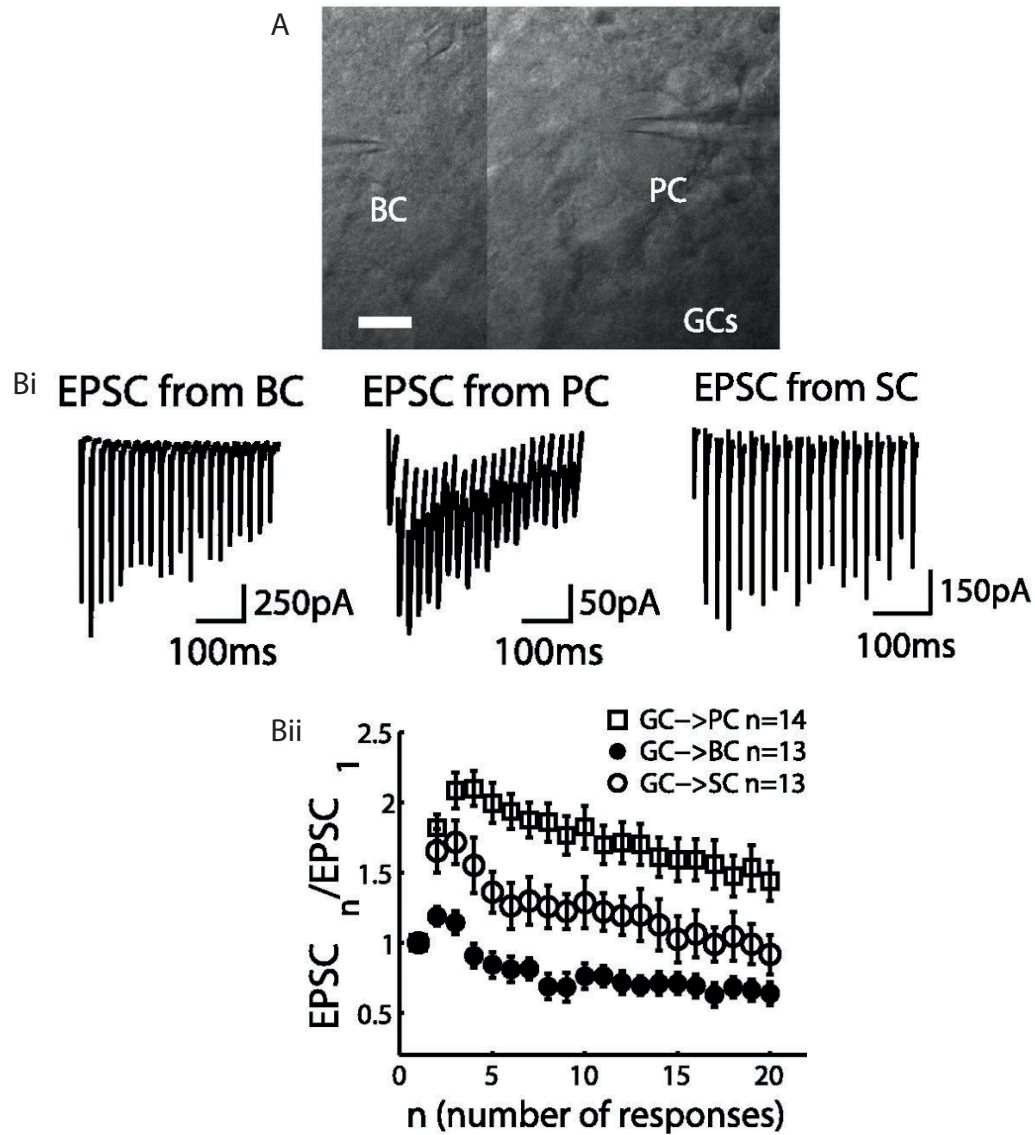 A
BC
PC
GCs
Bi
EPSC from BC
EPSC from PC
EPSC from SC
250pA
100ms
50pA
100ms
150pA
100ms
Bii
GC->PC n=14
GC->BC n=13
GC->SC n=13
EPSC n/EPSC 1
2.5
2
1.5
1
0.5
0 5 10 15 20
n (number of responses)